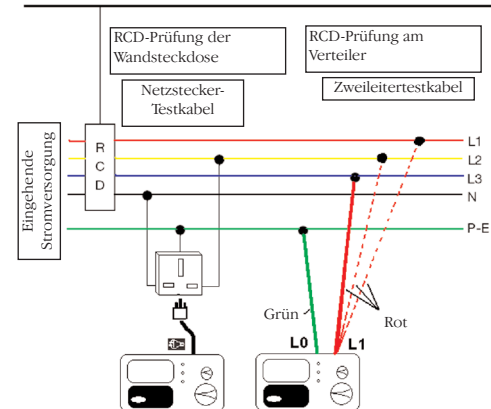 RCD-Prüfung der
Wandsteckdose
RCD-Prüfung am
Verteiler
Netzstecker-
Testkabel
Zweileitertestkabel
Eingehende
Stromversorgung
R
C
D
L1
L2
L3
N
P-E
Grün
Rot
L0
L1